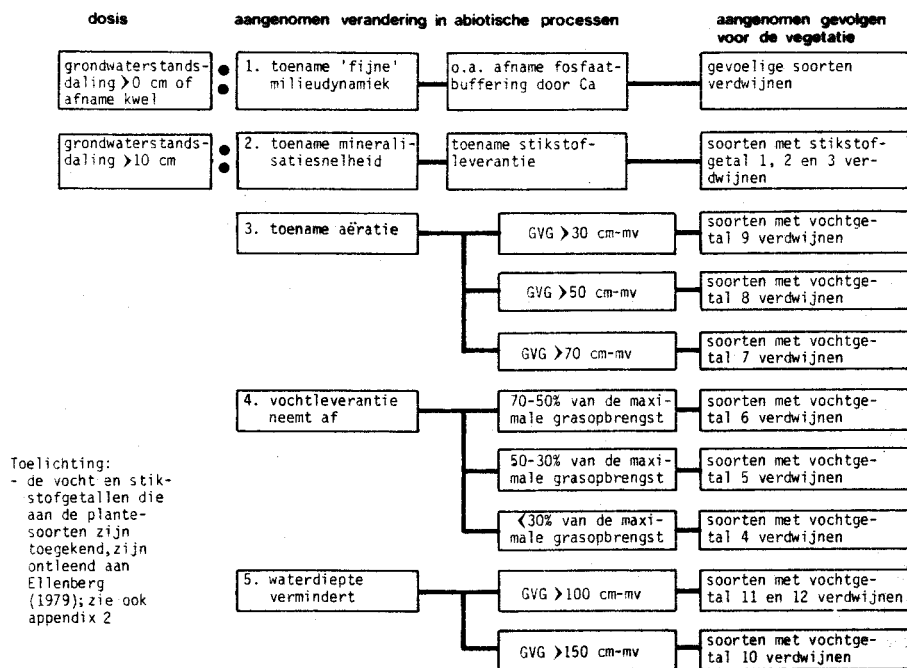 dosis
aangenomen verandering in abiotische processen
aangenomen gevolgen
voor de vegetatie
grondwaterstands-
daling >0 cm of
afname kwel
1. toename 'fijne'
milieudynamiek
o.a. afname fosfaat-
buffering door Ca
gevoelige soorten
verdwijnen
grondwaterstands-
daling >10 cm
2. toename minerali-
satiesnelheid
toename stikstof-
leverantie
soorten met stikstof-
getal 1, 2 en 3 ver-
dwijnen
3. toename aëratie
GVG >30 cm-mv
soorten met vochtge-
tal 9 verdwijnen
GVG >50 cm-mv
soorten met vochtge-
tal 8 verdwijnen
GVG >70 cm-mv
soorten met vochtge-
tal 7 verdwijnen
4. vochtleverantie
neemt af
70-50% van de maxi-
male grasopbrengst
soorten met vochtge-
tal 6 verdwijnen
50-30% van de maxi-
male grasopbrengst
soorten met vochtge-
tal 5 verdwijnen
<30% van de maxi-
male grasopbrengst
soorten met vochtge-
tal 4 verdwijnen
Toelichting:
- de vocht en stik-
stofgetallen die
aan de plante-
soorten zijn
toegekend,zijn
ontleend aan
Ellenberg
(1979); zie ook
appendix 2
5. waterdiepte
vermindert
GVG >100 cm-mv
soorten met vochtge-
tal 11 en 12 verdwijnen
GVG >150 cm-mv
soorten met vochtge-
tal 10 verdwijnen